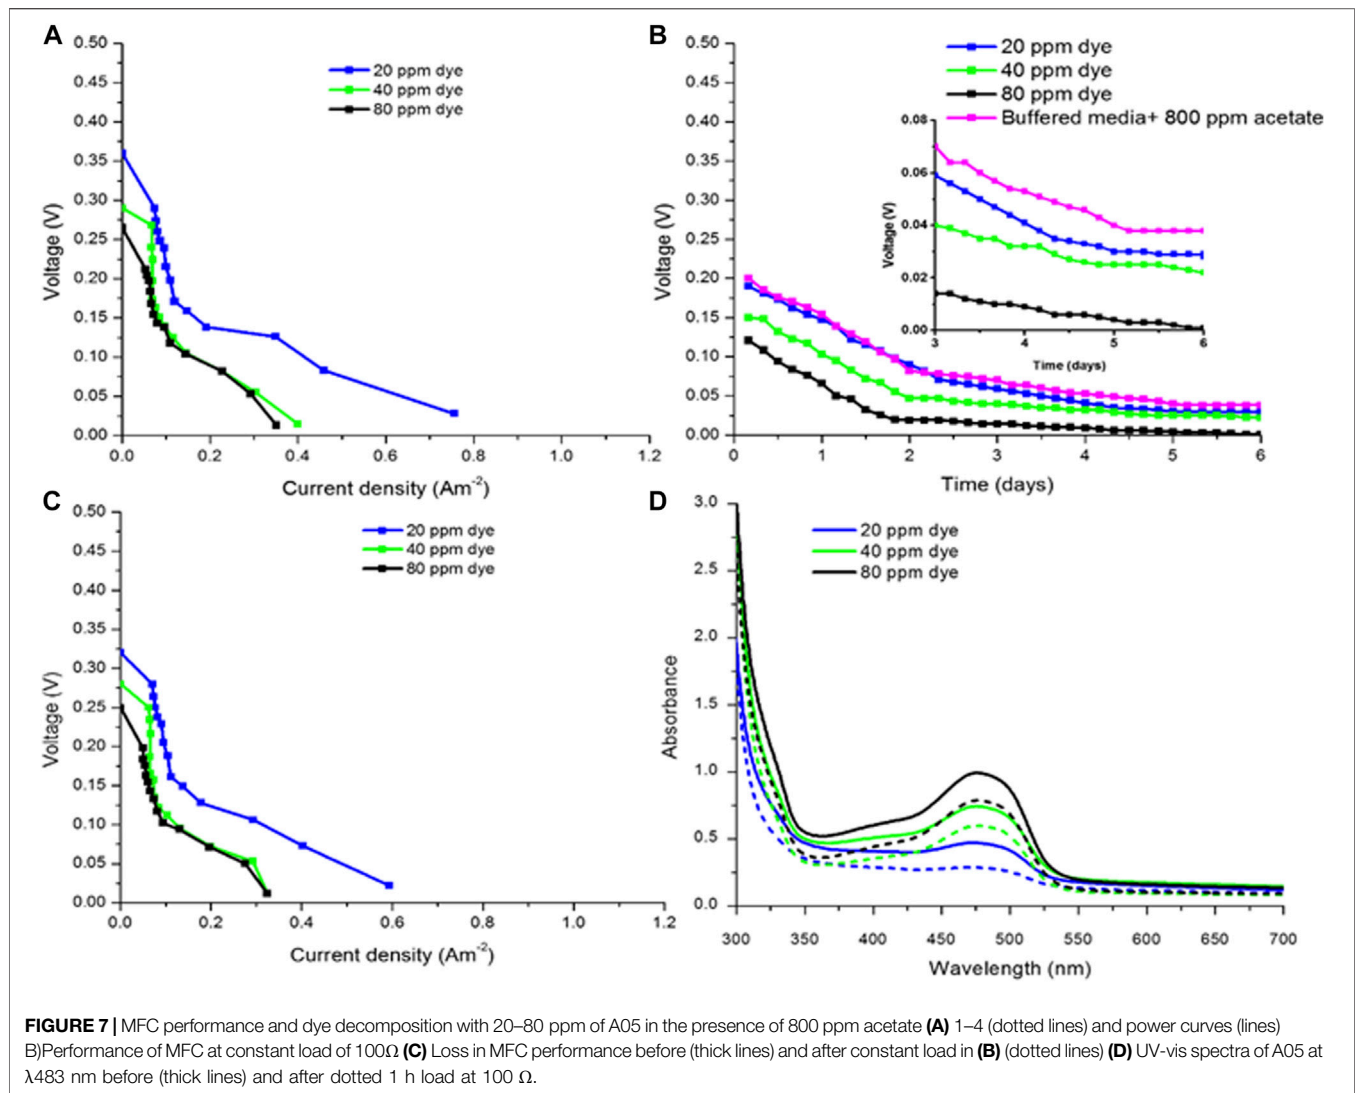 A
0.50
0.45
0.40
0.35
0.30
0.25
0.20
0.15
0.10
0.05
0.00
Voltage (V)
20 ppm dye
40 ppm dye
80 ppm dye
0.0 0.2 0.4 0.6 0.8 1.0 1.2
Current density (Am-2)
B
0.50
0.45
0.40
0.35
0.30
0.25
0.20
0.15
0.10
0.05
0.00
Voltage (V)
20 ppm dye
40 ppm dye
80 ppm dye
Buffered media+ 800 ppm acetate
0.08
0.06
0.04
0.02
0.00
Voltage (V)
3 4 5 6
Time (days)
0 1 2 3 4 5 6
Time (days)
C
0.50
0.45
0.40
0.35
0.30
0.25
0.20
0.15
0.10
0.05
0.00
Voltage (V)
20 ppm dye
40 ppm dye
80 ppm dye
0.0 0.2 0.4 0.6 0.8 1.0 1.2
Current density (Am-2)
D
3.0
2.5
2.0
1.5
1.0
0.5
0.0
Absorbance
20 ppm dye
40 ppm dye
80 ppm dye
300 350 400 450 500 550 600 650 700
Wavelength (nm)
FIGURE 7 | MFC performance and dye decomposition with 20–80 ppm of A05 in the presence of 800 ppm acetate (A) 1–4 (dotted lines) and power curves (lines)
B)Performance of MFC at constant load of 100Ω (C) Loss in MFC performance before (thick lines) and after constant load in (B) (dotted lines) (D) UV-vis spectra of A05 at
λ483 nm before (thick lines) and after dotted 1 h load at 100 Ω.